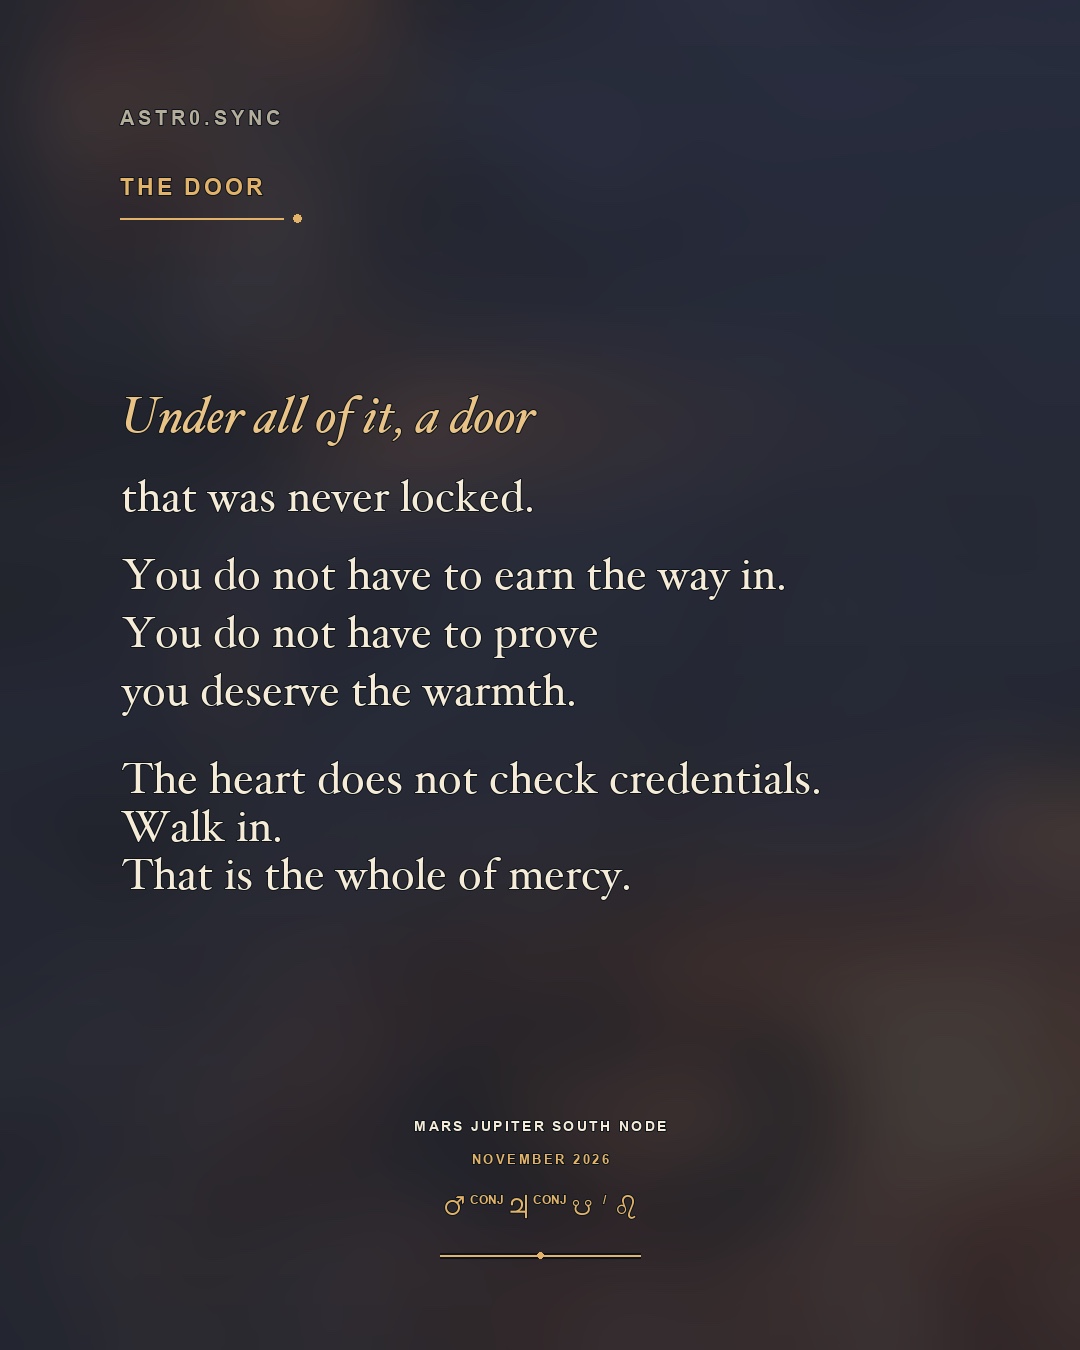 ASTR0.SYNC
THE DOOR
Under all of it, a door
that was never locked.
You do not have to earn the way in.
You do not have to prove
you deserve the warmth.
The heart does not check credentials.
Walk in.
That is the whole of mercy.
MARS JUPITER SOUTH NODE
NOVEMBER 2026
♂ CONJ ♃ CONJ ☋ / ♌